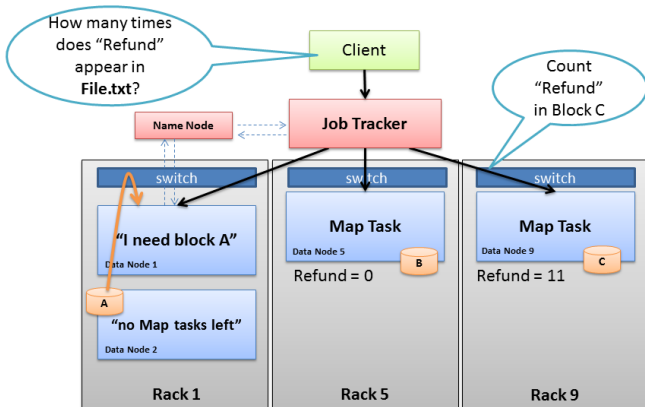 How many times
does “Refund”
appear in
File.txt?
Client
Count
“Refund”
in Block C
Name Node
Job Tracker
switch
switch
switch
“I need block A”
Data Node 1
Map Task
Data Node 5
B
Refund = 0
Map Task
Data Node 9
C
Refund = 11
A
“no Map tasks left”
Data Node 2
Rack 1
Rack 5
Rack 9